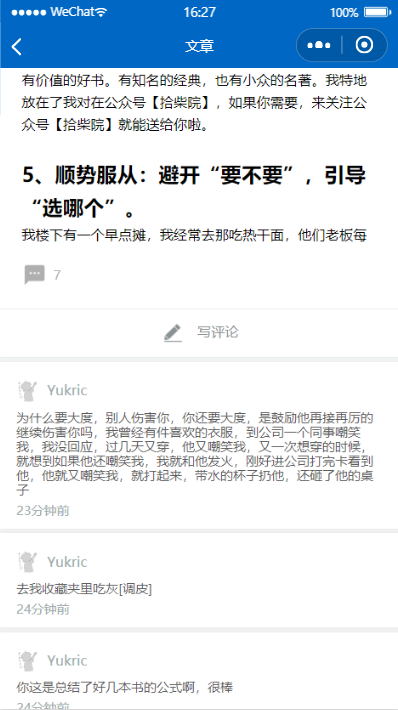 WeChat 16:27 100%
文章
有价值的好书。有知名的经典，也有小众的名著。我特地
放在了我对在公众号【拾柴院】，如果你需要，来关注公
众号【拾柴院】就能送给你啦。
5、顺势服从：避开“要不要”，引导
“选哪个”。
我楼下有一个早点摊，我经常去那吃热干面，他们老板每
7
写评论
Yukric
为什么要大度，别人伤害你，你还要大度，是鼓励他再接再厉的
继续伤害你吗，我曾经有件喜欢的衣服，到公司一个同事嘲笑
我，我没回应，过几天又穿，他又嘲笑我，又一次想穿的时候，
就想到如果他还嘲笑我，我就和他发火，刚好进公司打完卡看到
他，他就又嘲笑我，就打起来，带水的杯子扔他，还砸了他的桌
子
23分钟前
Yukric
去我收藏夹里吃灰[调皮]
24分钟前
Yukric
你这是总结了好几本书的公式啊，很棒
24分钟前